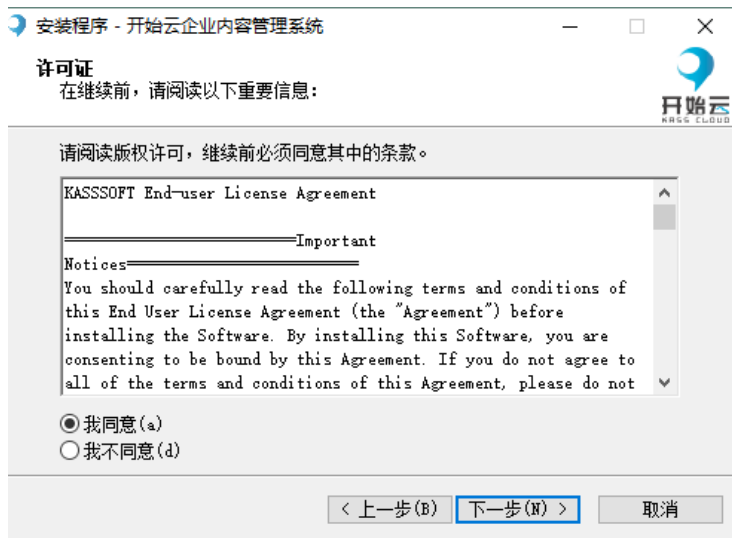 安装程序 - 开始云企业内容管理系统
许可证
在继续前，请阅读以下重要信息：
开始云
KASS CLOUD
请阅读版权许可，继续前必须同意其中的条款。
KASSSOFT End-user License Agreement
======================Important
Notices======================
You should carefully read the following terms and conditions of
this End User License Agreement (the "Agreement") before
installing the Software. By installing this Software, you are
consenting to be bound by this Agreement. If you do not agree to
all of the terms and conditions of this Agreement, please do not
我同意(a)
我不同意(d)
< 上一步(B) 下一步(N) > 取消